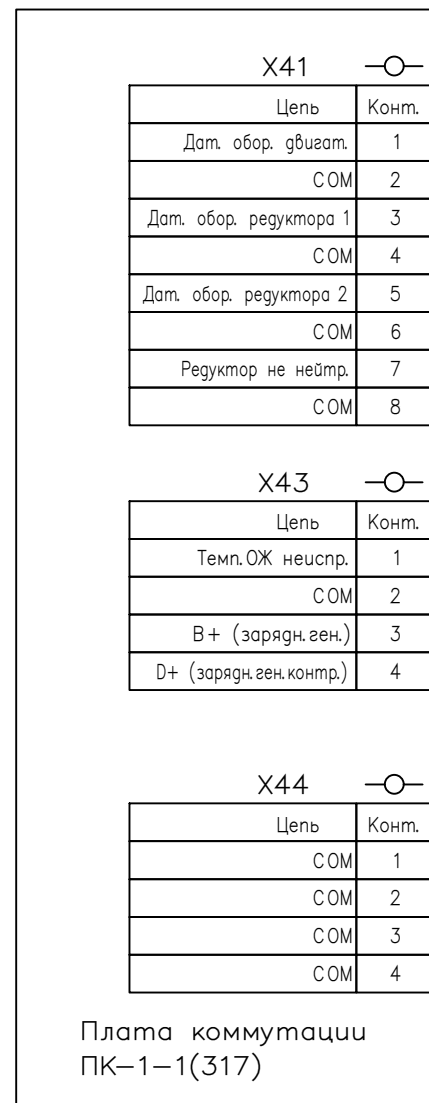 X41
Цепь Конт.
Дат. обор. двигат. 1
COM 2
Дат. обор. редуктора 1 3
COM 4
Дат. обор. редуктора 2 5
COM 6
Редуктор не нейтр. 7
COM 8
X43
Цепь Конт.
Темп.ОЖ неиспр. 1
COM 2
B+ (зарядн.ген.) 3
D+ (зарядн.ген.контр.) 4
X44
Цепь Конт.
COM 1
COM 2
COM 3
COM 4
Плата коммутации
ПК–1–1(317)